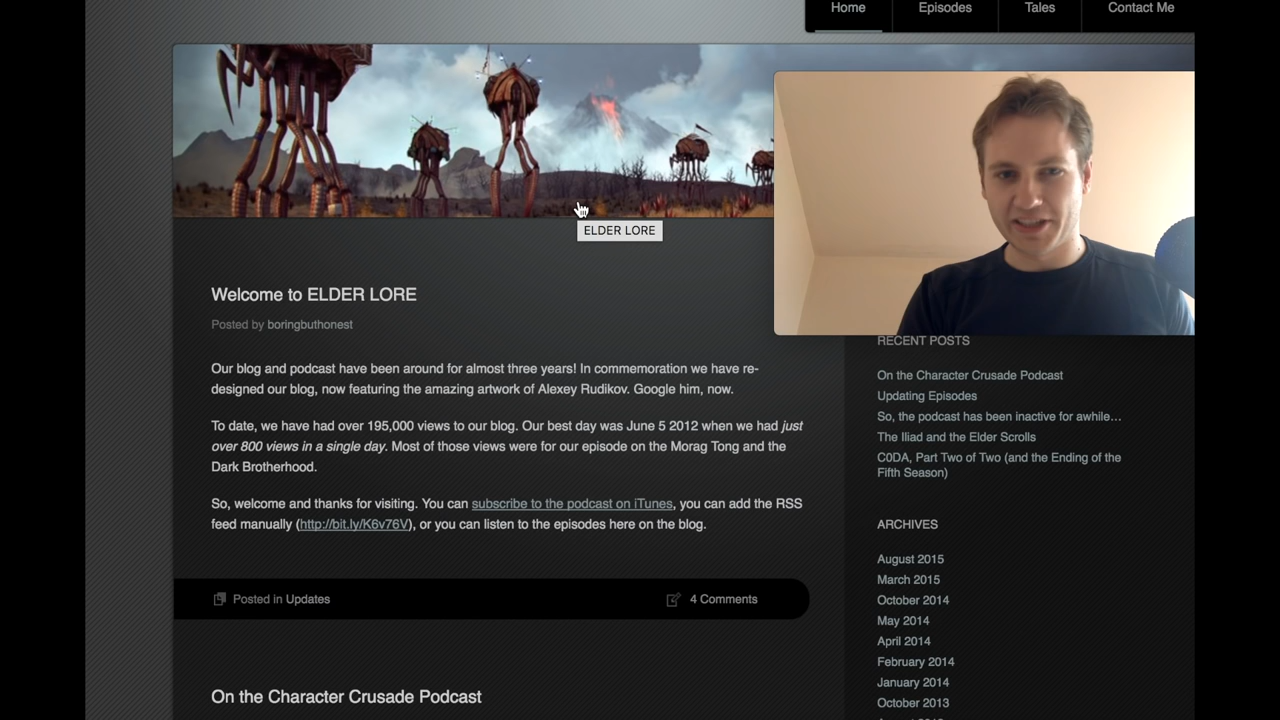 Home
Episodes
Tales
Contact Me
ELDER LORE
Welcome to ELDER LORE
Posted by boringbuthonest
Our blog and podcast have been around for almost three years! In commemoration we have re-
designed our blog, now featuring the amazing artwork of Alexey Rudikov. Google him, now.
To date, we have had over 195,000 views to our blog. Our best day was June 5 2012 when we had just
over 800 views in a single day. Most of those views were for our episode on the Morag Tong and the
Dark Brotherhood.
So, welcome and thanks for visiting. You can subscribe to the podcast on iTunes, you can add the RSS
feed manually (http://bit.ly/K6v76V), or you can listen to the episodes here on the blog.
Posted in Updates
4 Comments
On the Character Crusade Podcast
RECENT POSTS
On the Character Crusade Podcast
Updating Episodes
So, the podcast has been inactive for awhile…
The Iliad and the Elder Scrolls
C0DA, Part Two of Two (and the Ending of the
Fifth Season)
ARCHIVES
August 2015
March 2015
October 2014
May 2014
April 2014
February 2014
January 2014
October 2013